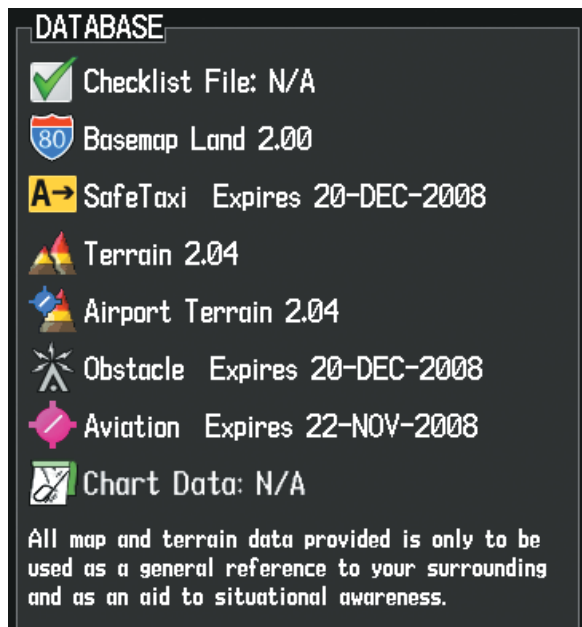 DATABASE
Checklist File: N/A
80 Basemap Land 2.00
A→ SafeTaxi Expires 20-DEC-2008
Terrain 2.04
Airport Terrain 2.04
Obstacle Expires 20-DEC-2008
Aviation Expires 22-NOV-2008
Chart Data: N/A
All map and terrain data provided is only to be
used as a general reference to your surrounding
and as an aid to situational awareness.